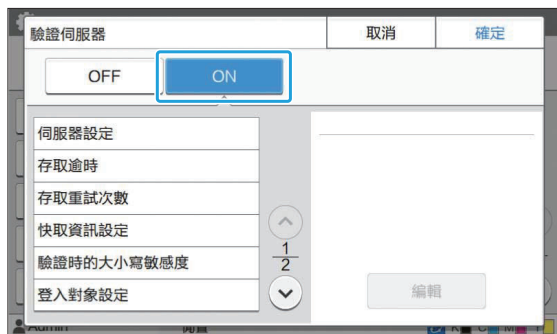 驗證伺服器
取消
確定
OFF
ON
伺服器設定
存取逾時
存取重試次數
快取資訊設定
驗證時的大小寫敏感度
登入對象設定
1
2
編輯
Admin
K C M Y